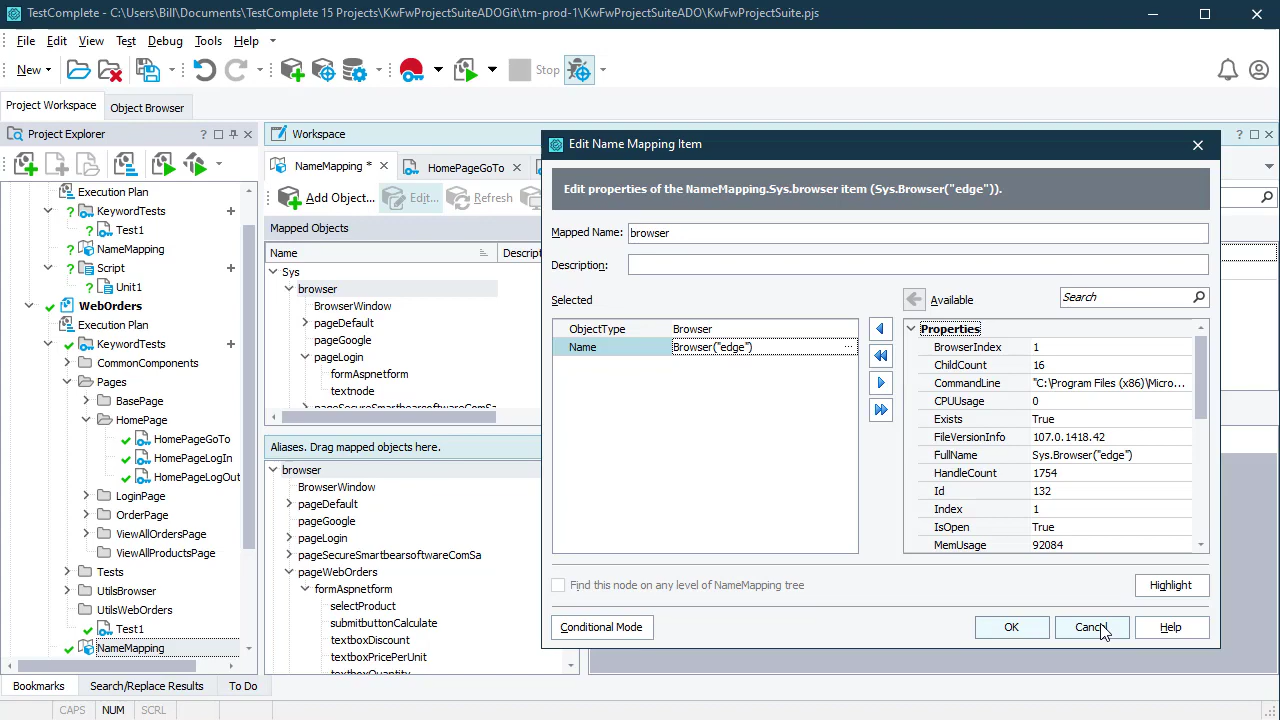 TestComplete - C:\Users\Bill\Documents\TestComplete 15 Projects\KwFwProjectSuiteADOGit\tm-prod-1\KwFwProjectSuiteADO\KwFwProjectSuite.pjs
File Edit View Test Debug Tools Help
New Stop
Project Workspace Object Browser
Project Explorer
Execution Plan
KeywordTests
Test1
NameMapping
Script
Unit1
WebOrders
Execution Plan
KeywordTests
CommonComponents
Pages
BasePage
HomePage
HomePageGoTo
HomePageLogIn
HomePageLogOut
LoginPage
OrderPage
ViewAllOrdersPage
ViewAllProductsPage
Tests
UtilsBrowser
UtilsWebOrders
Test1
NameMapping
Workspace
NameMapping * HomePageGoTo
Add Object... Edit... Refresh
Mapped Objects
Name Descript
Sys
browser
BrowserWindow
pageDefault
pageGoogle
pageLogin
formAspnetform
textnode
pageSecureSmartbearsoftwareComSa
Aliases. Drag mapped objects here.
browser
BrowserWindow
pageDefault
pageGoogle
pageLogin
pageSecureSmartbearsoftwareComSa
pageWebOrders
formAspnetform
selectProduct
submitbuttonCalculate
textboxDiscount
textboxPricePerUnit
textboxQuantity
Edit Name Mapping Item
Edit properties of the NameMapping.Sys.browser item (Sys.Browser("edge")).
Mapped Name: browser
Description:
Selected
ObjectType Browser
Name Browser("edge") ...
Available Search
Properties
BrowserIndex 1
ChildCount 16
CommandLine "C:\Program Files (x86)\Micro...
CPUUsage 0
Exists True
FileVersionInfo 107.0.1418.42
FullName Sys.Browser("edge")
HandleCount 1754
Id 132
Index 1
IsOpen True
MemUsage 92084
Find this node on any level of NameMapping tree
Highlight
Conditional Mode OK Cancel Help
Bookmarks Search/Replace Results To Do
CAPS NUM SCRL